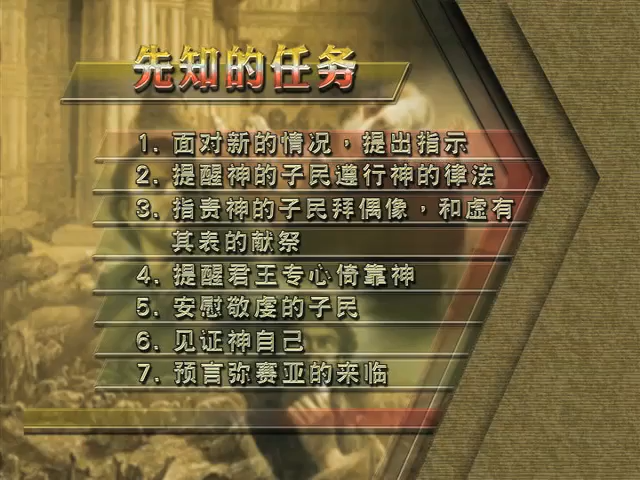 先知的任务
1. 面对新的情况，提出指示
2. 提醒神的子民遵行神的律法
3. 指责神的子民拜偶像，和虚有
其表的献祭
4. 提醒君王专心倚靠神
5. 安慰敬虔的子民
6. 见证神自己
7. 预言弥赛亚的来临